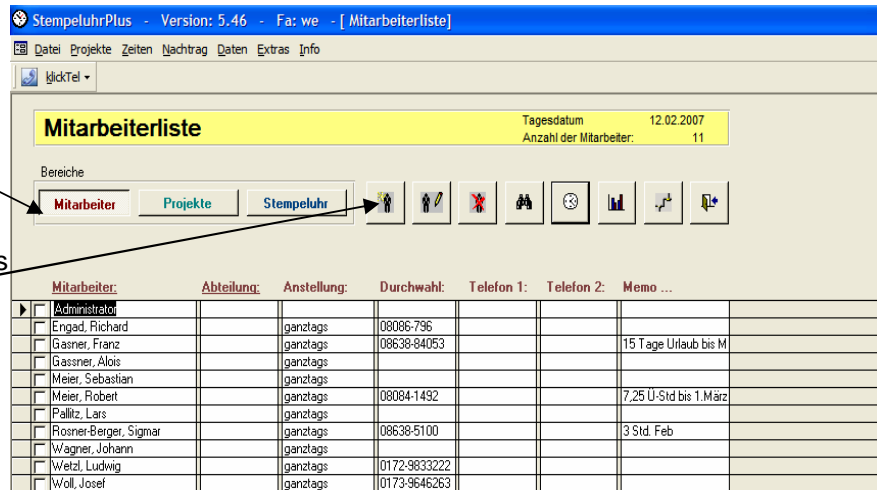 StempeluhrPlus - Version: 5.46 - Fa: we - [ Mitarbeiterliste]
Datei Projekte Zeiten Nachtrag Daten Extras Info
klickTel
Mitarbeiterliste
Tagesdatum 12.02.2007
Anzahl der Mitarbeiter: 11
Bereiche
Mitarbeiter Projekte Stempeluhr
s
Mitarbeiter: Abteilung: Anstellung: Durchwahl: Telefon 1: Telefon 2: Memo ...
Administrator
Engad, Richard ganztags 08086-796
Gasner, Franz ganztags 08638-84053 15 Tage Urlaub bis M
Gassner, Alois ganztags
Meier, Sebastian ganztags
Meier, Robert ganztags 08084-1492 7,25 Ü-Std bis 1.März
Pallitz, Lars ganztags
Rosner-Berger, Sigmar ganztags 08638-5100 3 Std. Feb
Wagner, Johann ganztags
Wetzl, Ludwig ganztags 0172-9833222
Woll, Josef ganztags 0173-9646263